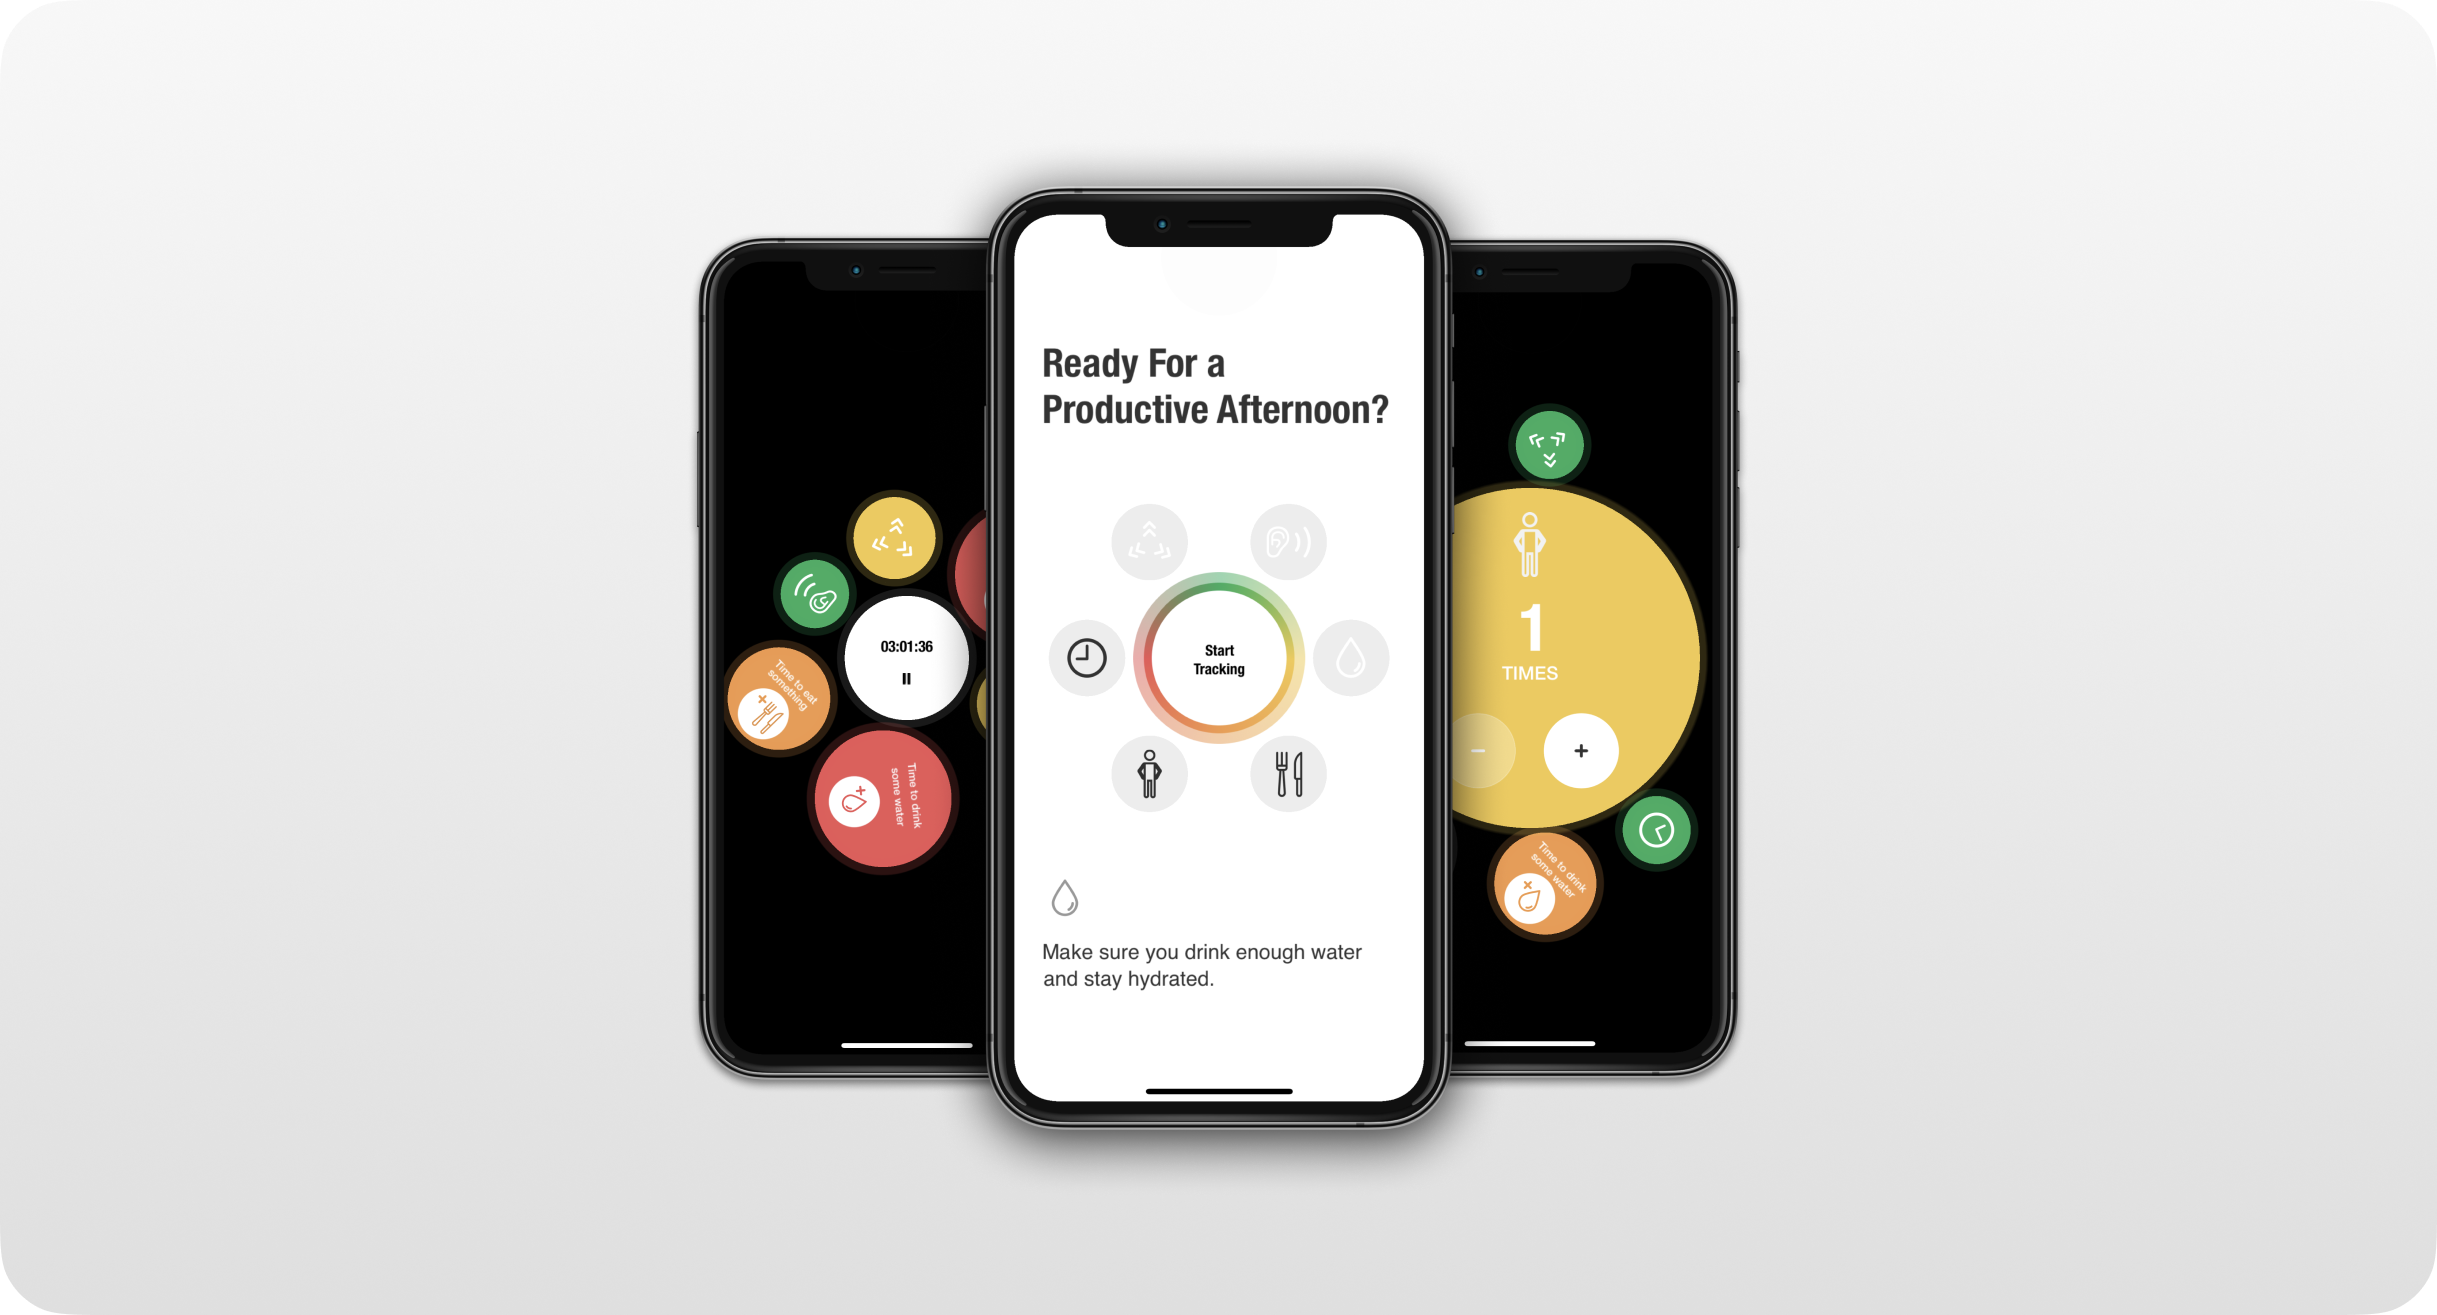 03:01:36
Time to eat
something
Time to drink
some water
Ready For a
Productive Afternoon?
Start
Tracking
Make sure you drink enough water
and stay hydrated.
1
TIMES
Time to drink
some water